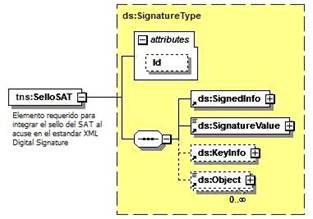 ds:SignatureType
attributes
Id
tns:SelloSAT
Elemento requerido para
integrar el sello del SAT al
acuse en el estandar XML
Digital Signature
ds:SignedInfo
ds:SignatureValue
ds:KeyInfo
ds:Object
0..∞